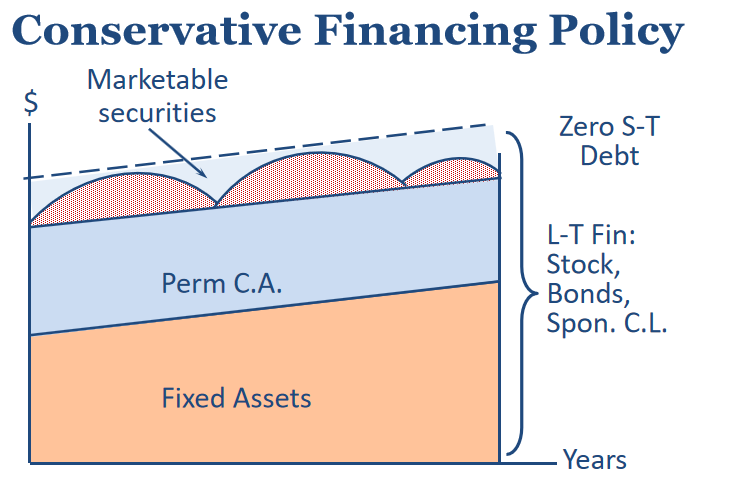 Conservative Financing Policy
Marketable
securities
$
Zero S-T
Debt
L-T Fin:
Stock,
Bonds,
Spon. C.L.
Perm C.A.
Fixed Assets
Years